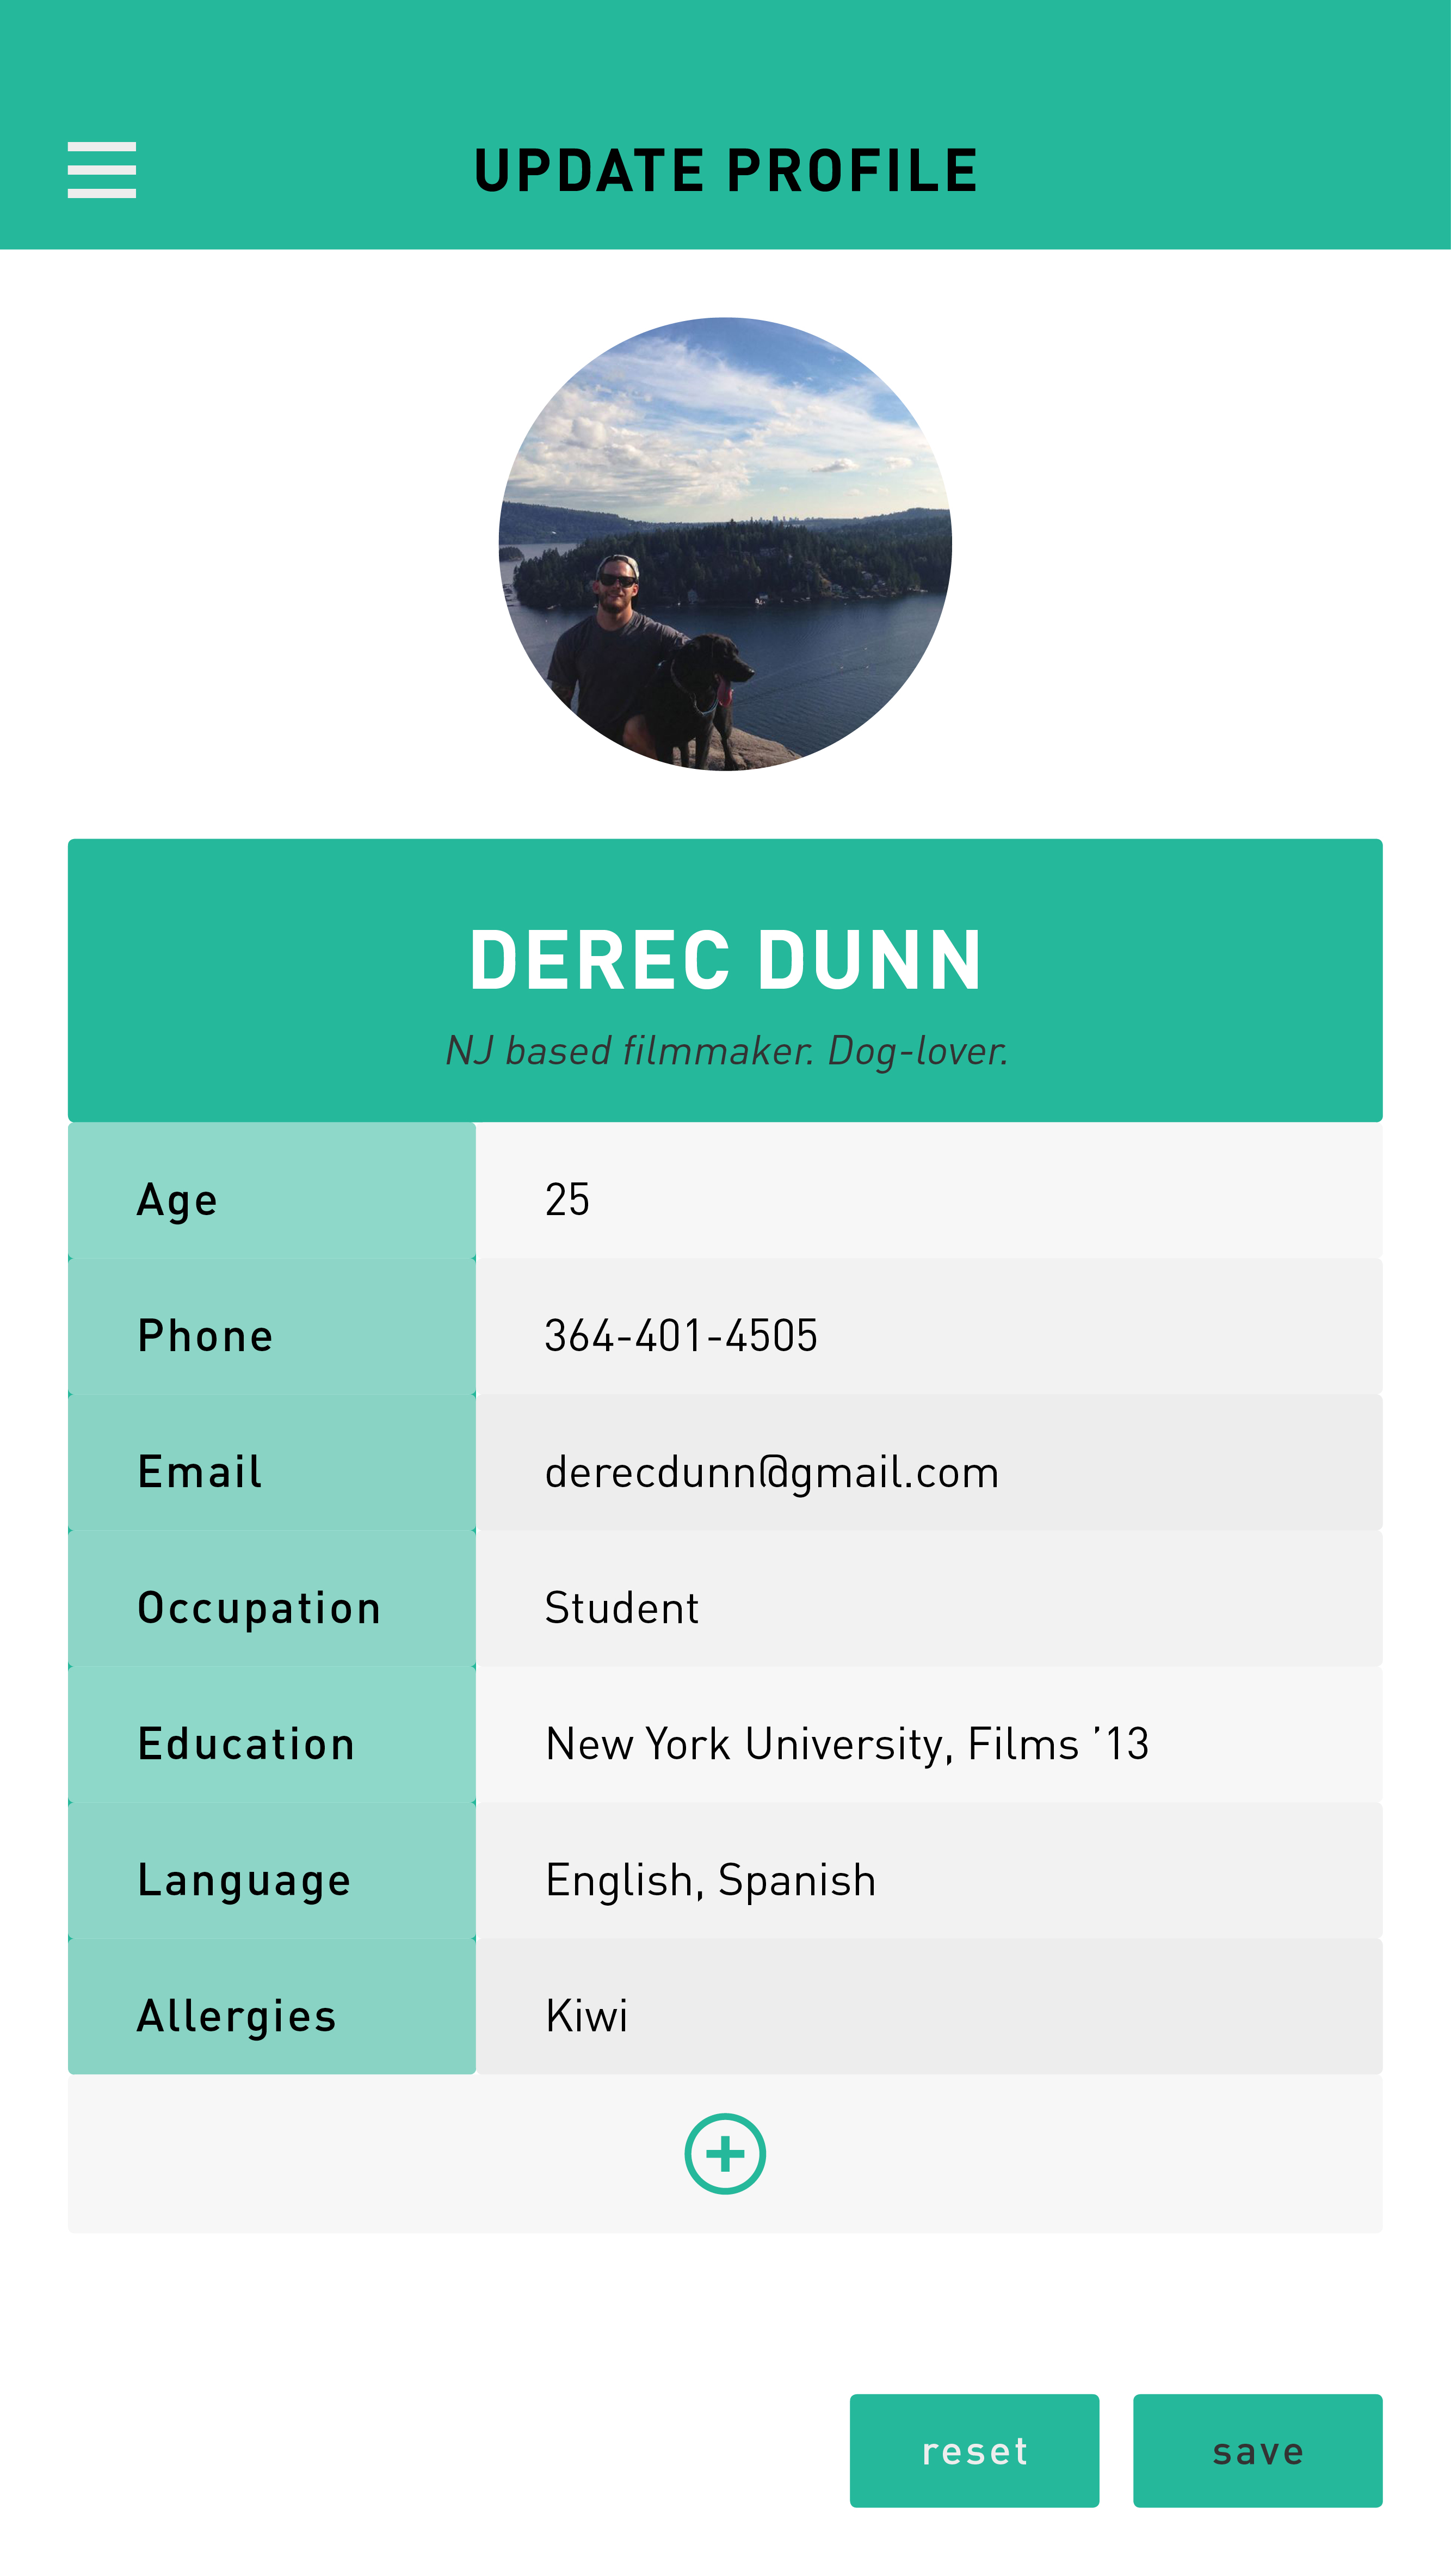 UPDATE PROFILE
DEREC DUNN
NJ based filmmaker. Dog-lover.
Age 25
Phone 364-401-4505
Email derecdunn@gmail.com
Occupation Student
Education New York University, Films ’13
Language English, Spanish
Allergies Kiwi
reset save